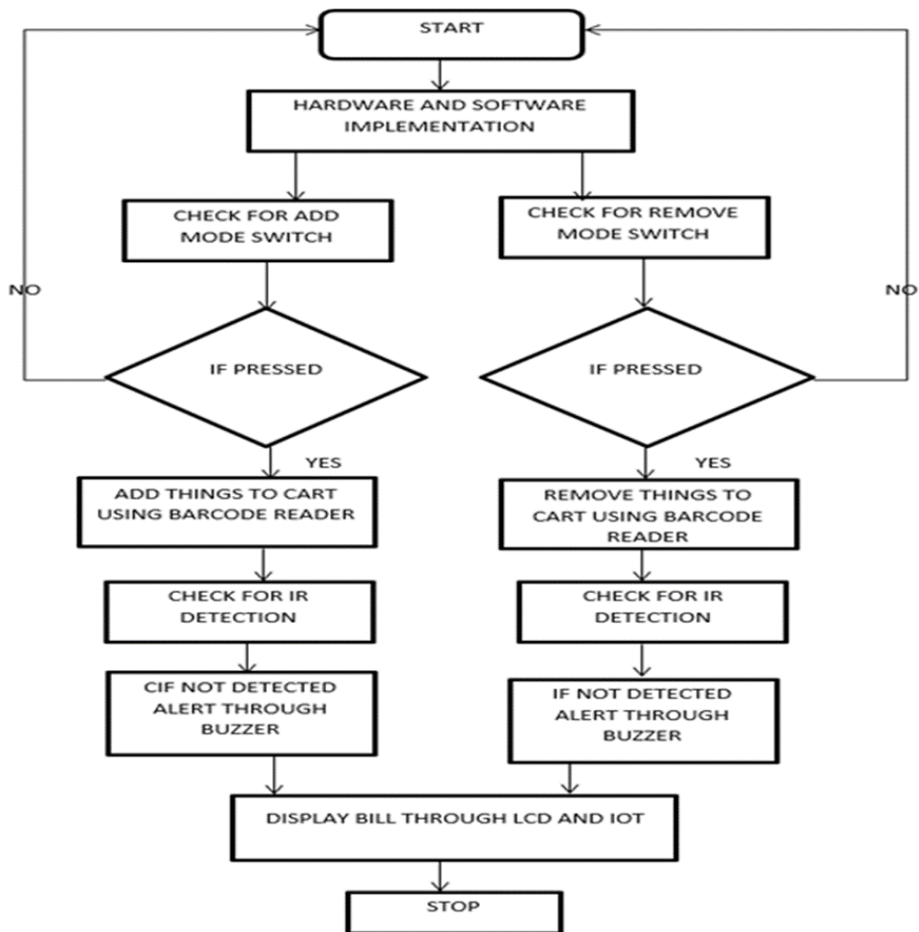 START
HARDWARE AND SOFTWARE
IMPLEMENTATION
CHECK FOR ADD
MODE SWITCH
CHECK FOR REMOVE
MODE SWITCH
NO
NO
IF PRESSED
IF PRESSED
YES
YES
ADD THINGS TO CART
USING BARCODE READER
REMOVE THINGS TO
CART USING BARCODE
READER
CHECK FOR IR
DETECTION
CHECK FOR IR
DETECTION
CIF NOT DETECTED
ALERT THROUGH
BUZZER
IF NOT DETECTED
ALERT THROUGH
BUZZER
DISPLAY BILL THROUGH LCD AND IOT
STOP